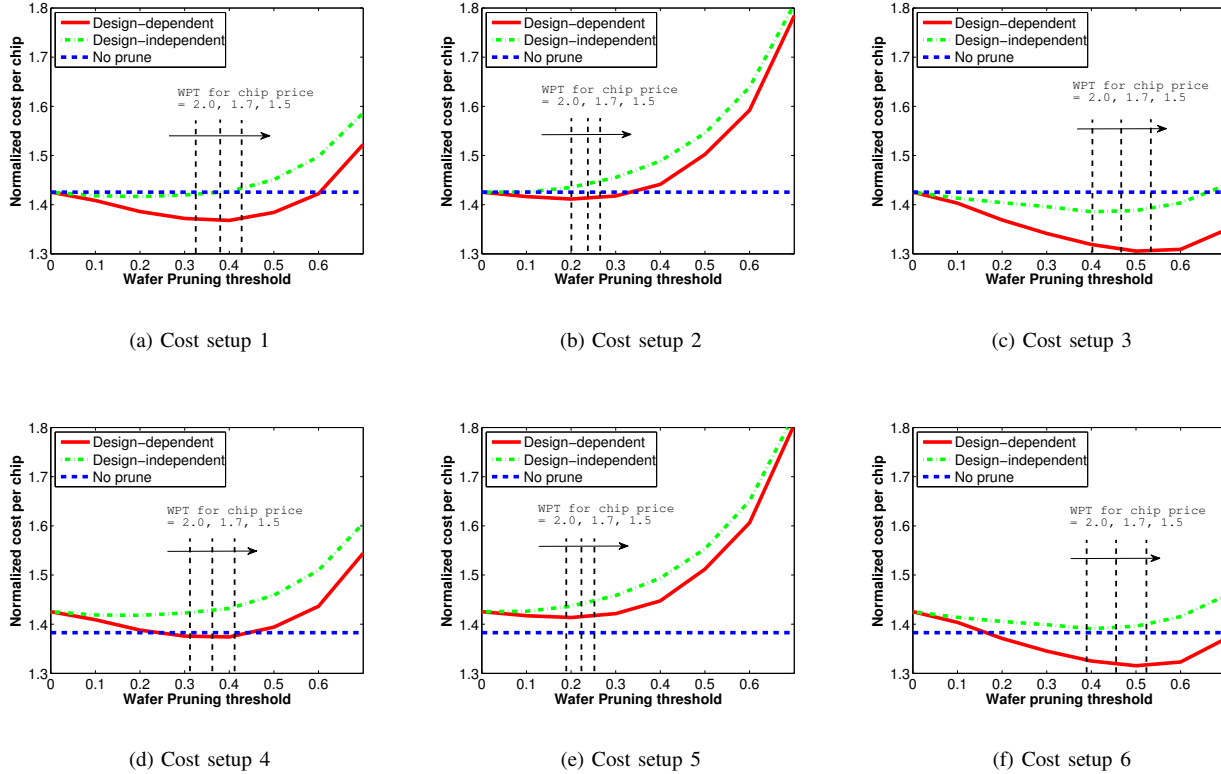 1.8
1.7
1.6
1.5
1.4
1.3
Normalized cost per chip
Design−dependent
Design−independent
No prune
WPT for chip price
= 2.0, 1.7, 1.5
0 0.1 0.2 0.3 0.4 0.5 0.6
Wafer Pruning threshold
(a) Cost setup 1
1.8
1.7
1.6
1.5
1.4
1.3
Normalized cost per chip
Design−dependent
Design−independent
No prune
WPT for chip price
= 2.0, 1.7, 1.5
0 0.1 0.2 0.3 0.4 0.5 0.6
Wafer Pruning threshold
(b) Cost setup 2
1.8
1.7
1.6
1.5
1.4
1.3
Normalized cost per chip
Design−dependent
Design−independent
No prune
WPT for chip price
= 2.0, 1.7, 1.5
0 0.1 0.2 0.3 0.4 0.5 0.6
Wafer Pruning threshold
(c) Cost setup 3
1.8
1.7
1.6
1.5
1.4
1.3
Normalized cost per chip
Design−dependent
Design−independent
No prune
WPT for chip price
= 2.0, 1.7, 1.5
0 0.1 0.2 0.3 0.4 0.5 0.6
Wafer Pruning threshold
(d) Cost setup 4
1.8
1.7
1.6
1.5
1.4
1.3
Normalized cost per chip
Design−dependent
Design−independent
No prune
WPT for chip price
= 2.0, 1.7, 1.5
0 0.1 0.2 0.3 0.4 0.5 0.6
Wafer Pruning threshold
(e) Cost setup 5
1.8
1.7
1.6
1.5
1.4
1.3
Normalized cost per chip
Design−dependent
Design−independent
No prune
WPT for chip price
= 2.0, 1.7, 1.5
0 0.1 0.2 0.3 0.4 0.5 0.6
Wafer pruning threshold
(f) Cost setup 6